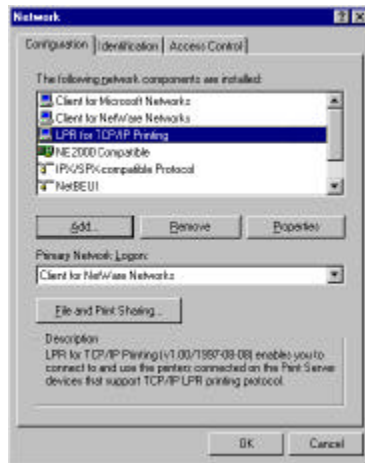 Network
Configuration Identification Access Control
The following network components are installed:
Client for Microsoft Networks
Client for NetWare Networks
LPR for TCP/IP Printing
NE2000 Compatible
IPX/SPX-compatible Protocol
NetBEUI
Add... Remove Properties
Primary Network Logon:
Client for NetWare Networks
File and Print Sharing...
Description
LPR for TCP/IP Printing (v1.00/1997-08-08) enables you to
connect to and use the printers connected on the Print Server
devices that support TCP/IP LPR printing protocol.
OK Cancel